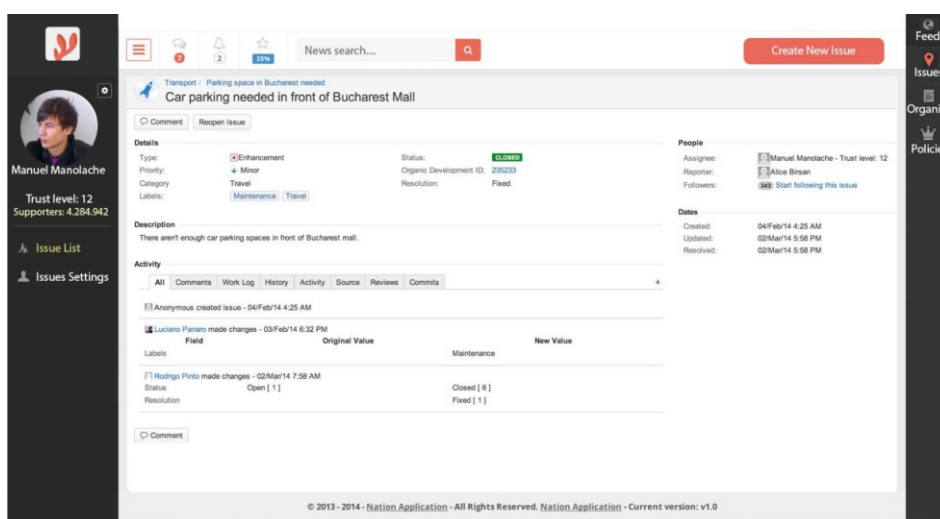 7
2
35%
News search....
Create New Issue
Feed
Issues
Organi
Policie
Manuel Manolache
Trust level: 12
Supporters: 4.284.942
Issue List
Issues Settings
Transport / Parking space in Bucharest needed
Car parking needed in front of Bucharest Mall
Comment Reopen Issue
Details
Type: Enhancement Status: CLOSED
Priority: Minor Organic Development ID: 235233
Category Travel Resolution: Fixed
Labels: Maintenance Travel
People
Assignee: Manuel Manolache - Trust level: 12
Reporter: Alice Birsan
Followers: 343 Start following this issue
Dates
Created: 04/Feb/14 4:25 AM
Updated: 02/Mar/14 5:58 PM
Resolved: 02/Mar/14 5:58 PM
Description
There aren't enough car parking spaces in front of Bucharest mall.
Activity
All Comments Work Log History Activity Source Reviews Commits +
Anonymous created issue - 04/Feb/14 4:25 AM
Luciano Panaro made changes - 03/Feb/14 6:32 PM
Field Original Value New Value
Labels Maintenance
Rodrigo Pinto made changes - 02/Mar/14 7:58 AM
Status Open [ 1 ] Closed [ 6 ]
Resolution Fixed [ 1 ]
Comment
© 2013 - 2014 - Nation Application - All Rights Reserved. Nation Application - Current version: v1.0